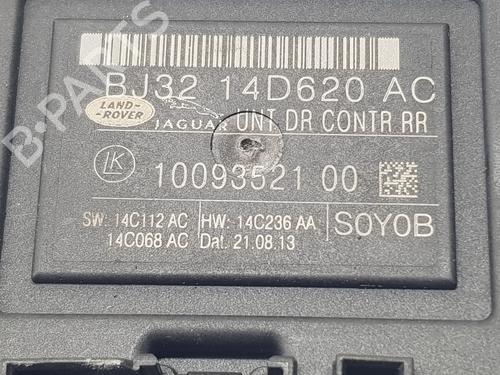 BJ32 14D620 AC
LAND-
ROVER
JAGUAR UNT DR CONTR RR
LK
10093521 00
SW: 14C112 AC HW: 14C236 AA
14C068 AC Dat. 21.08.13
SOYOB
B-PARTS